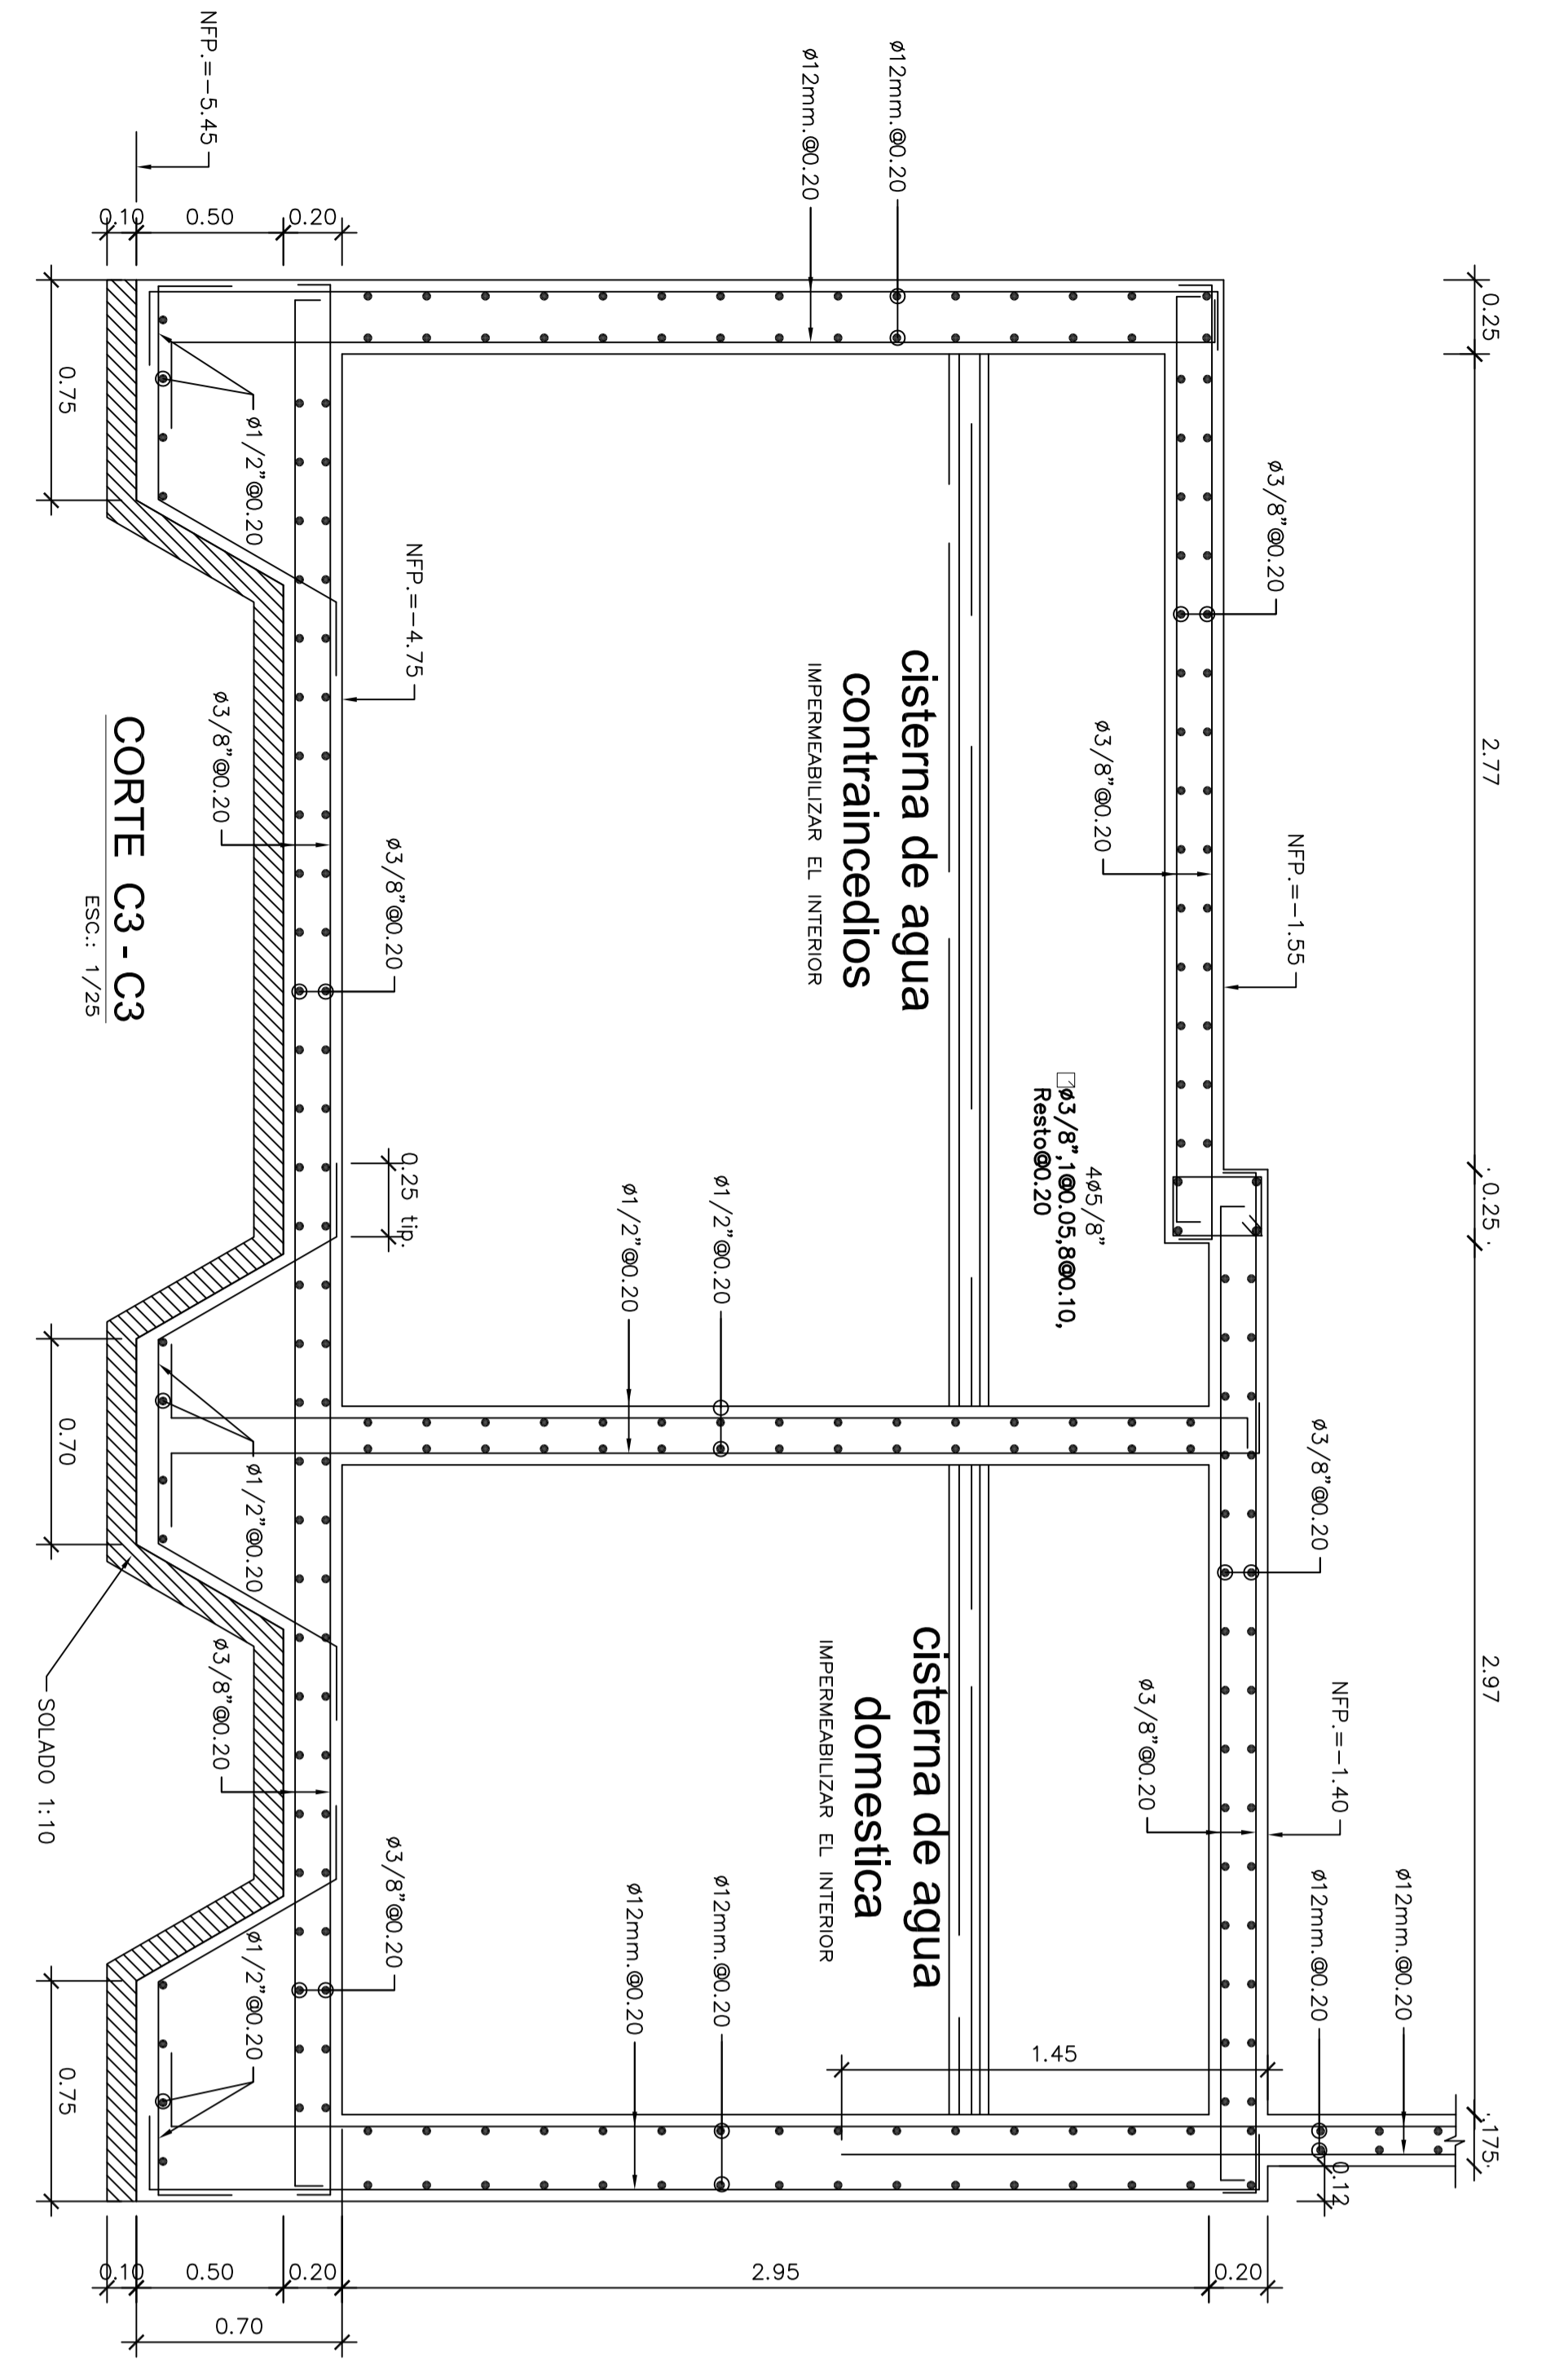 0.25
2.77
0.25
2.97
.175
0.12
Ø12mm.@0.20
Ø12mm.@0.20
NFP.=-1.55
NFP.=-1.40
Ø3/8"@0.20
Ø3/8"@0.20
Ø12mm.@0.20
Ø12mm.@0.20
Ø3/8"@0.20
Ø3/8"@0.20
4Ø5/8"
Ø3/8",1@0.05,8@0.10,
Resto@0.20
1.45
cisterna de agua
contraincedios
IMPERMEABILIZAR EL INTERIOR
cisterna de agua
domestica
IMPERMEABILIZAR EL INTERIOR
Ø1/2"@0.20
Ø1/2"@0.20
Ø12mm.@0.20
Ø12mm.@0.20
NFP.=-4.75
Ø3/8"@0.20
0.25 tip.
Ø3/8"@0.20
NFP.=-5.45
0.20
0.50
0.10
Ø1/2"@0.20
Ø3/8"@0.20
Ø1/2"@0.20
Ø3/8"@0.20
Ø1/2"@0.20
0.20
2.95
0.20
0.50
0.10
0.70
0.75
0.70
0.75
SOLADO 1:10
CORTE C3 - C3
ESC.: 1/25